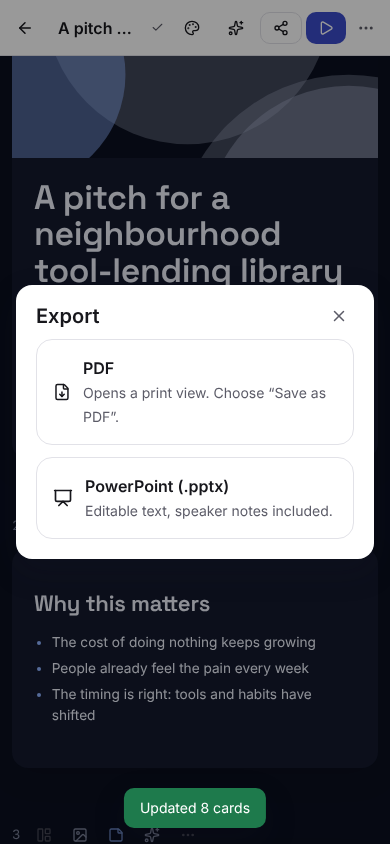 A pitch ...
A pitch for a
neighbourhood
tool-lending library
Export
PDF
Opens a print view. Choose “Save as
PDF”.
PowerPoint (.pptx)
Editable text, speaker notes included.
Why this matters
• The cost of doing nothing keeps growing
• People already feel the pain every week
• The timing is right: tools and habits have
shifted
Updated 8 cards
3